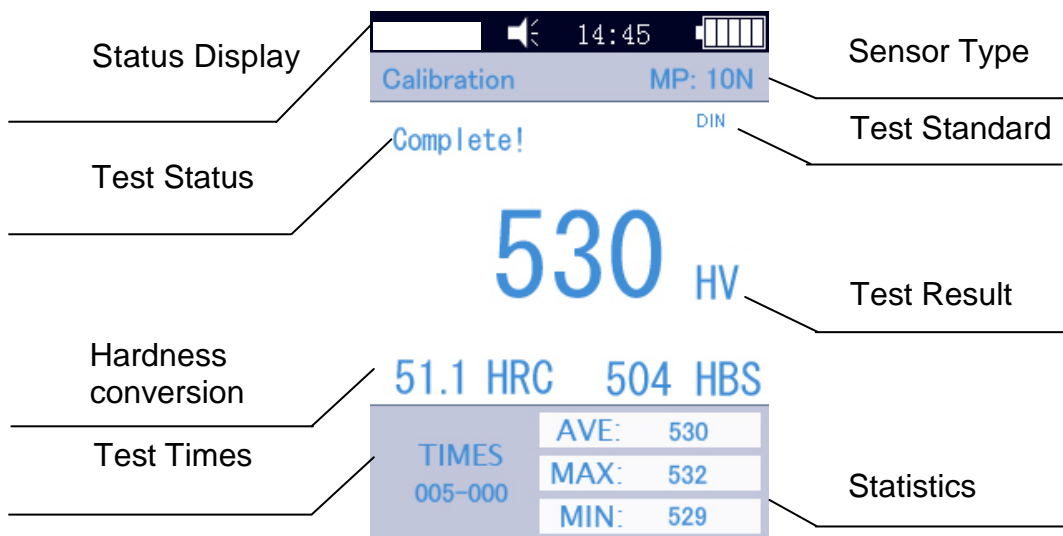 Status Display
Test Status
Hardness
conversion
Test Times
14:45
Calibration MP: 10N
DIN
Complete!
530 HV
51.1 HRC 504 HBS
TIMES
005-000
AVE: 530
MAX: 532
MIN: 529
Sensor Type
Test Standard
Test Result
Statistics